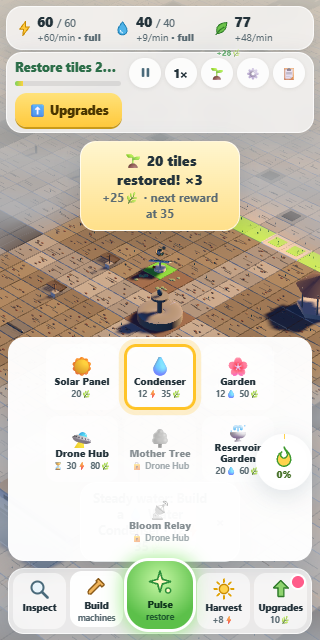 60 / 60
+60/min · full
40 / 40
+9/min · full
77
+48/min
+28
Restore tiles 2...
1×
Upgrades
20 tiles
restored! ×3
+25 · next reward
at 35
Solar Panel
20
Condenser
12 35
Garden
12 50
Drone Hub
30 80
Mother Tree
Drone Hub
Reservoir
Garden
20 60
0%
Bloom Relay
Drone Hub
Inspect
Build
machines
Pulse
restore
Harvest
+8
Upgrades
10